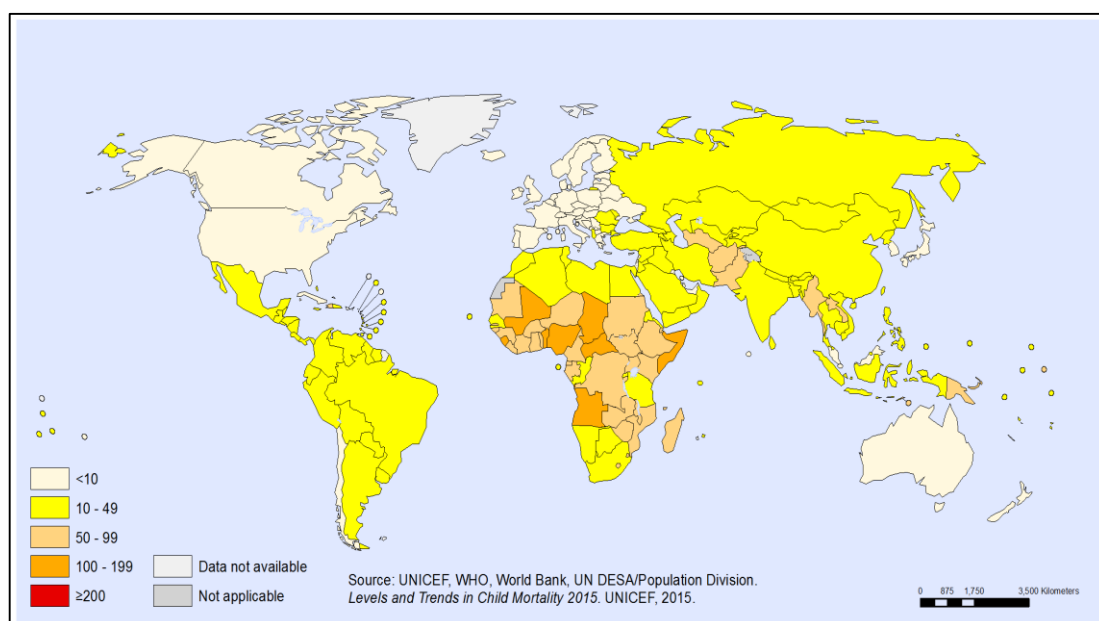 <10
10 - 49
50 - 99
100 - 199
≥200
Data not available
Not applicable
Source: UNICEF, WHO, World Bank, UN DESA/Population Division.
Levels and Trends in Child Mortality 2015. UNICEF, 2015.
0 875 1,750 3,500 Kilometers